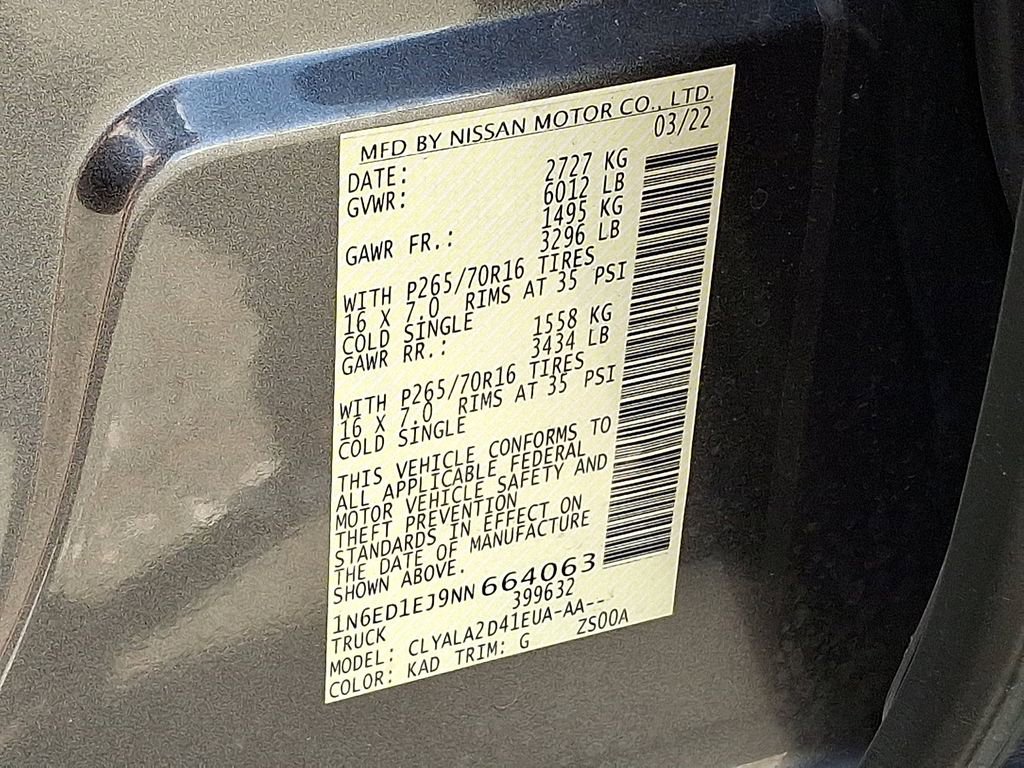 MFD BY NISSAN MOTOR CO., LTD.
DATE: 03/22
GVWR: 2727 KG
6012 LB
GAWR FR.: 1495 KG
3296 LB
WITH P265/70R16 TIRES
16 X 7.0 RIMS AT 35 PSI
COLD SINGLE
GAWR RR.: 1558 KG
3434 LB
WITH P265/70R16 TIRES
16 X 7.0 RIMS AT 35 PSI
COLD SINGLE
THIS VEHICLE CONFORMS TO
ALL APPLICABLE FEDERAL
MOTOR VEHICLE SAFETY AND
THEFT PREVENTION
STANDARDS IN EFFECT ON
THE DATE OF MANUFACTURE
SHOWN ABOVE.
1N6ED1EJ9NN664063
TRUCK 399632
MODEL: CLYALA2D41EUA-AA--
COLOR: KAD TRIM: G ZS00A